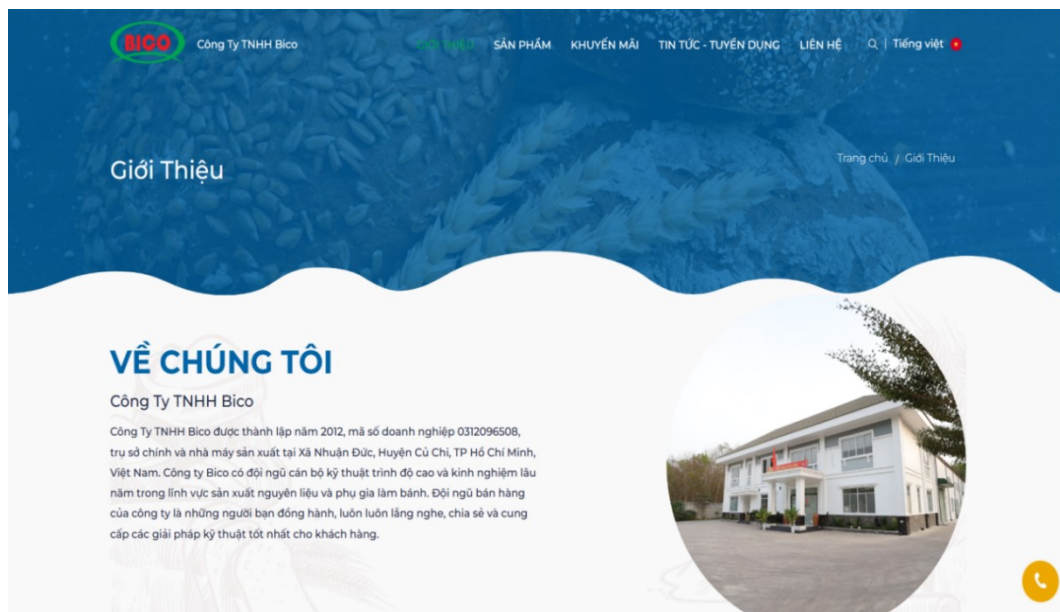 BICO
Công Ty TNHH Bico
GIỚI THIỆU SẢN PHẨM KHUYẾN MÃI TIN TỨC - TUYỂN DỤNG LIÊN HỆ | Tiếng việt
Giới Thiệu
Trang chủ / Giới Thiệu
VỀ CHÚNG TÔI
Công Ty TNHH Bico
Công Ty TNHH Bico được thành lập năm 2012, mã số doanh nghiệp 0312096508,
trụ sở chính và nhà máy sản xuất tại Xã Nhuận Đức, Huyện Củ Chi, TP Hồ Chí Minh,
Việt Nam. Công ty Bico có đội ngũ cán bộ kỹ thuật trình độ cao và kinh nghiệm lâu
năm trong lĩnh vực sản xuất nguyên liệu và phụ gia làm bánh. Đội ngũ bán hàng
của công ty là những người bạn đồng hành, luôn luôn lắng nghe, chia sẻ và cung
cấp các giải pháp kỹ thuật tốt nhất cho khách hàng.